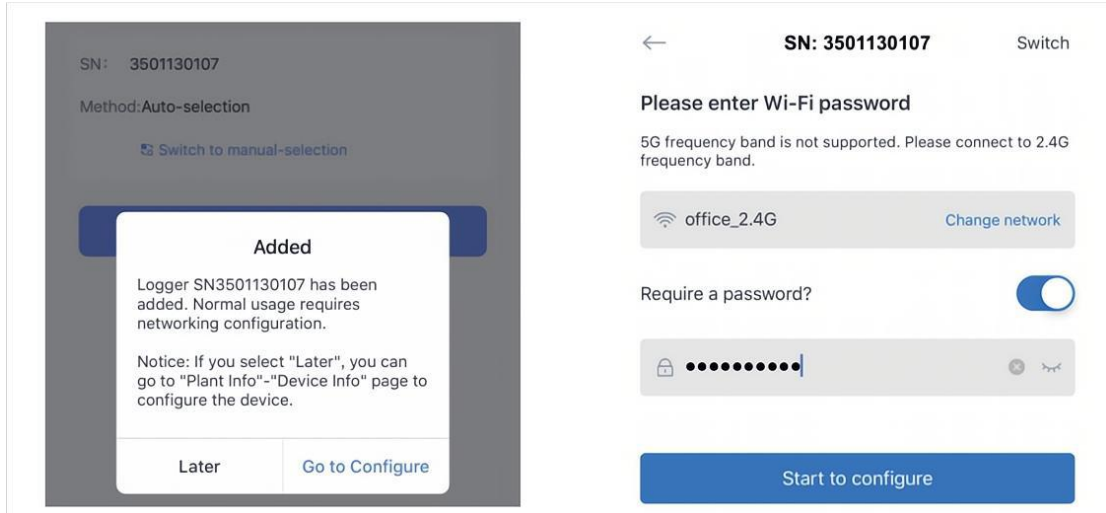 SN: 3501130107
Method:Auto-selection
Switch to manual-selection
Added
Logger SN3501130107 has been
added. Normal usage requires
networking configuration.
Notice: If you select "Later", you can
go to "Plant Info"-"Device Info" page to
configure the device.
Later Go to Configure
SN: 3501130107 Switch
Please enter Wi-Fi password
5G frequency band is not supported. Please connect to 2.4G
frequency band.
office_2.4G Change network
Require a password?
●●●●●●●●●●
Start to configure